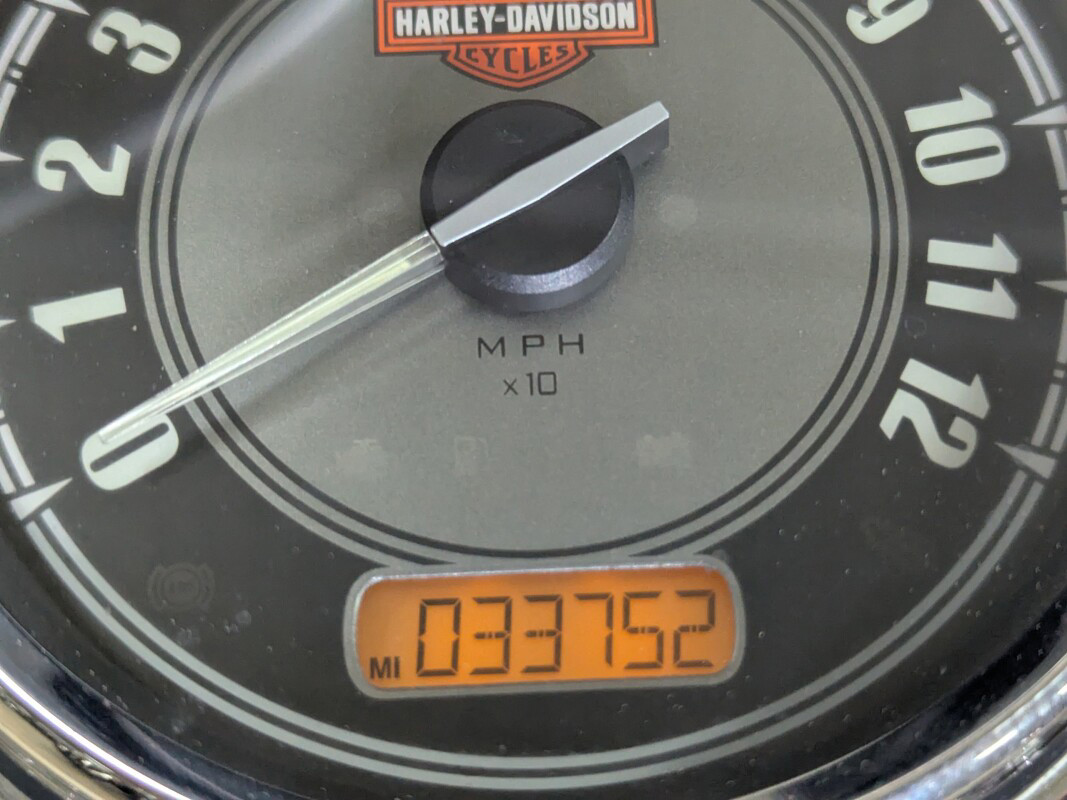 HARLEY-DAVIDSON
CYCLES
0
1
2
3
9
10
11
12
MPH
x10
MI 033752